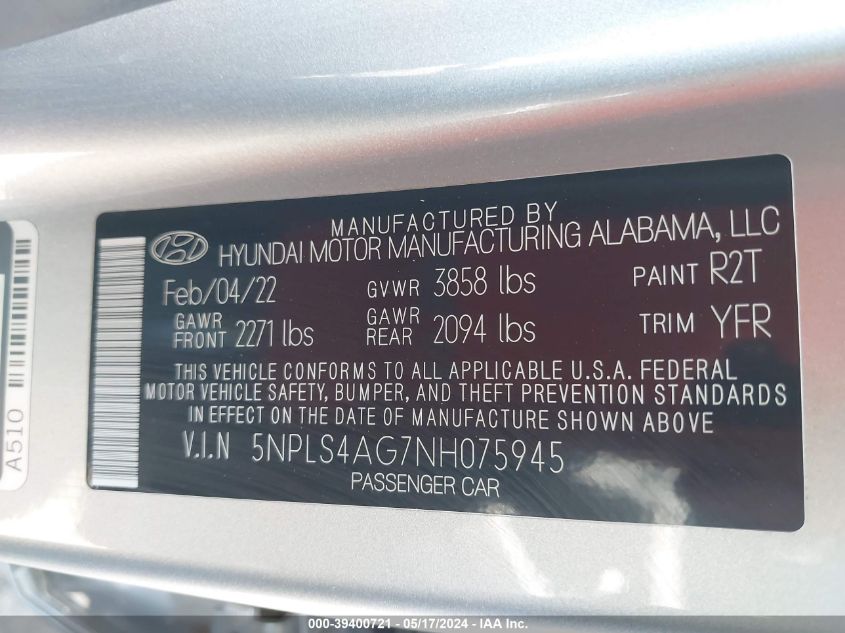 MANUFACTURED BY
HYUNDAI MOTOR MANUFACTURING ALABAMA, LLC
Feb/04/22 GVWR 3858 lbs PAINT R2T
GAWR FRONT 2271 lbs GAWR REAR 2094 lbs TRIM YFR
THIS VEHICLE CONFORMS TO ALL APPLICABLE U.S.A. FEDERAL
MOTOR VEHICLE SAFETY, BUMPER, AND THEFT PREVENTION STANDARDS
IN EFFECT ON THE DATE OF MANUFACTURE SHOWN ABOVE
V.I.N 5NPLS4AG7NH075945
PASSENGER CAR
A510
000-39400721 - 05/17/2024 - IAA Inc.